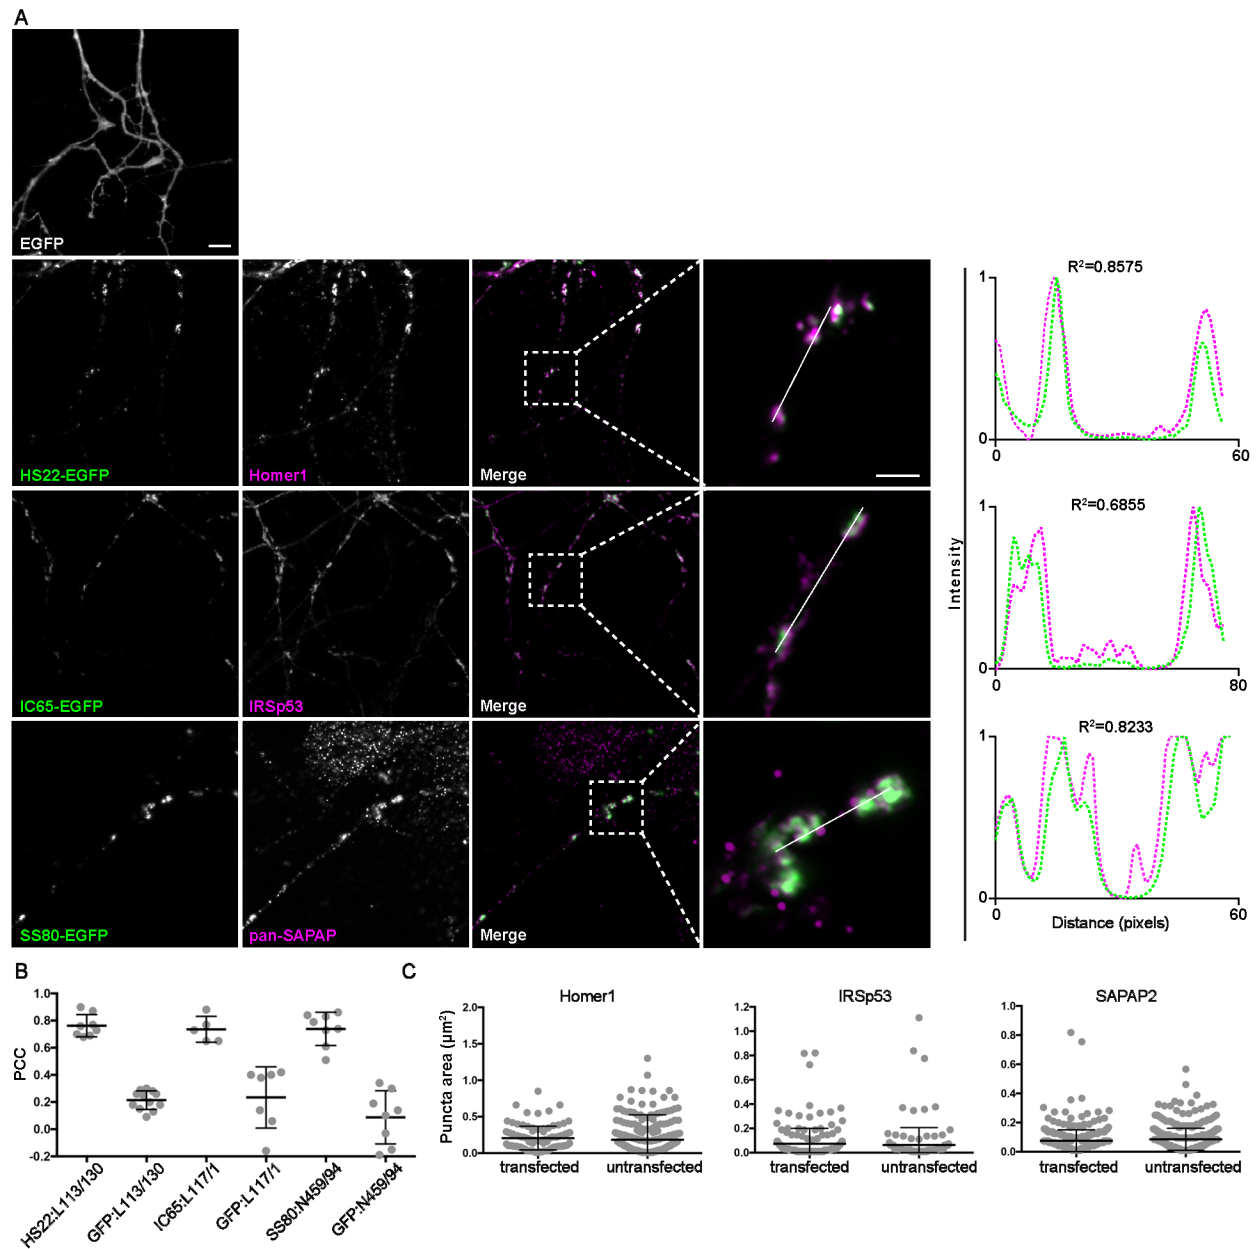 A
EGFP
HS22-EGFP
Homer1
Merge
R²=0.8575
1
0
0
60
IC65-EGFP
IRSp53
Merge
R²=0.6855
1
0
0
80
Intensity
SS80-EGFP
pan-SAPAP
Merge
R²=0.8233
1
0
0
60
Distance (pixels)
B
PCC
1.0
0.8
0.6
0.4
0.2
0.0
-0.2
HS22:L113/130
GFP:L113/130
IC65:L117/1
GFP:L117/1
SS80:N459/94
GFP:N459/94
C
Homer1
Puncta area (µm²)
2.0
1.5
1.0
0.5
0.0
transfected
untransfected
IRSp53
1.2
1.0
0.8
0.6
0.4
0.2
0.0
transfected
untransfected
SAPAP2
1.0
0.8
0.6
0.4
0.2
0.0
transfected
untransfected